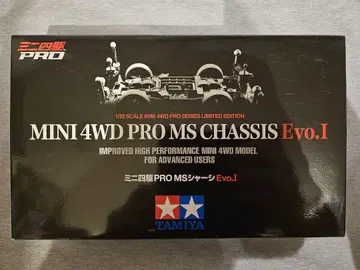 ミニ四駆
PRO
1/32 SCALE MINI 4WD PRO SERIES LIMITED EDITION
MINI 4WD PRO MS CHASSIS Evo.I
IMPROVED HIGH PERFORMANCE MINI 4WD MODEL
FOR ADVANCED USERS
ミニ四駆PRO MSシャーシ Evo.I
TAMIYA